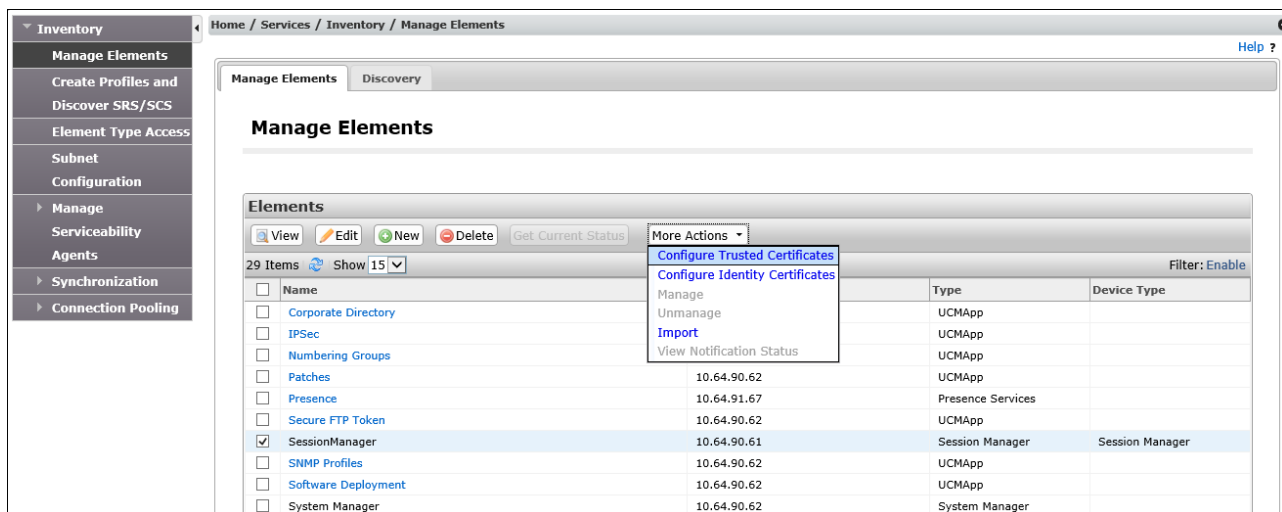 Inventory
Manage Elements
Create Profiles and
Discover SRS/SCS
Element Type Access
Subnet
Configuration
Manage
Serviceability
Agents
Synchronization
Connection Pooling
Home / Services / Inventory / Manage Elements
Help ?
Manage Elements Discovery
Manage Elements
Elements
View Edit New Delete Get Current Status More Actions
Configure Trusted Certificates
Configure Identity Certificates
Manage
Unmanage
Import
View Notification Status
29 Items Show 15 Filter: Enable
Name Type Device Type
Corporate Directory UCMApp
IPSec UCMApp
Numbering Groups UCMApp
Patches 10.64.90.62 UCMApp
Presence 10.64.91.67 Presence Services
Secure FTP Token 10.64.90.62 UCMApp
SessionManager 10.64.90.61 Session Manager Session Manager
SNMP Profiles 10.64.90.62 UCMApp
Software Deployment 10.64.90.62 UCMApp
System Manager 10.64.90.62 System Manager